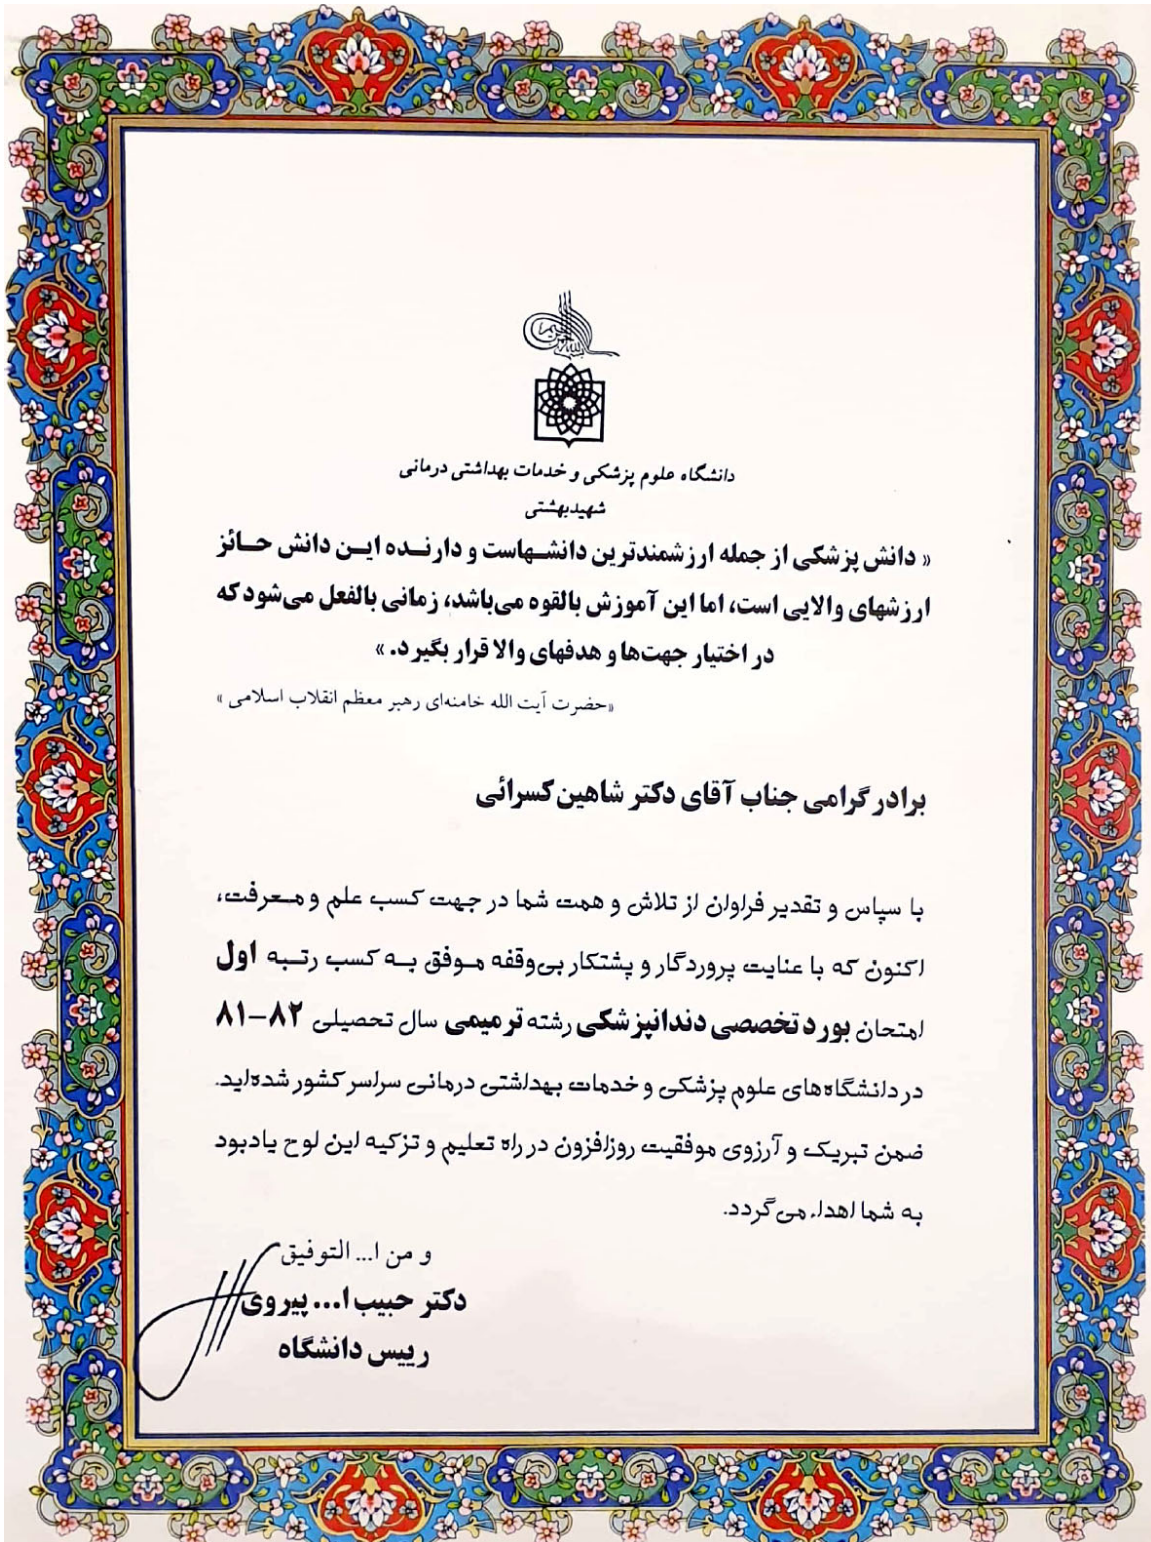 دانشگاه علوم پزشکی و خدمات بهداشتی درمانی
شهیدبهشتی
« دانش پزشکی از جمله ارزشمندترین دانشهاست و دارنده این دانش حائز
ارزشهای والایی است، اما این آموزش بالقوه می‌باشد، زمانی بالفعل می‌شود که
در اختیار جهت‌ها و هدفهای والا قرار بگیرد. »
«حضرت آیت الله خامنه‌ای رهبر معظم انقلاب اسلامی »
برادر گرامی جناب آقای دکتر شاهین کسرائی
با سپاس و تقدیر فراوان از تلاش و همت شما در جهت کسب علم و معرفت،
اکنون که با عنایت پروردگار و پشتکار بی‌وقفه موفق به کسب رتبه اول
امتحان بورد تخصصی دندانپزشکی رشته ترمیمی سال تحصیلی ۸۲–۸۱
در دانشگاه‌های علوم پزشکی و خدمات بهداشتی درمانی سراسر کشور شده‌اید.
ضمن تبریک و آرزوی موفقیت روزافزون در راه تعلیم و تزکیه این لوح یادبود
به شما اهداء می‌گردد.
و من ا... التوفیق
دکتر حبیب ا... پیروی
رییس دانشگاه